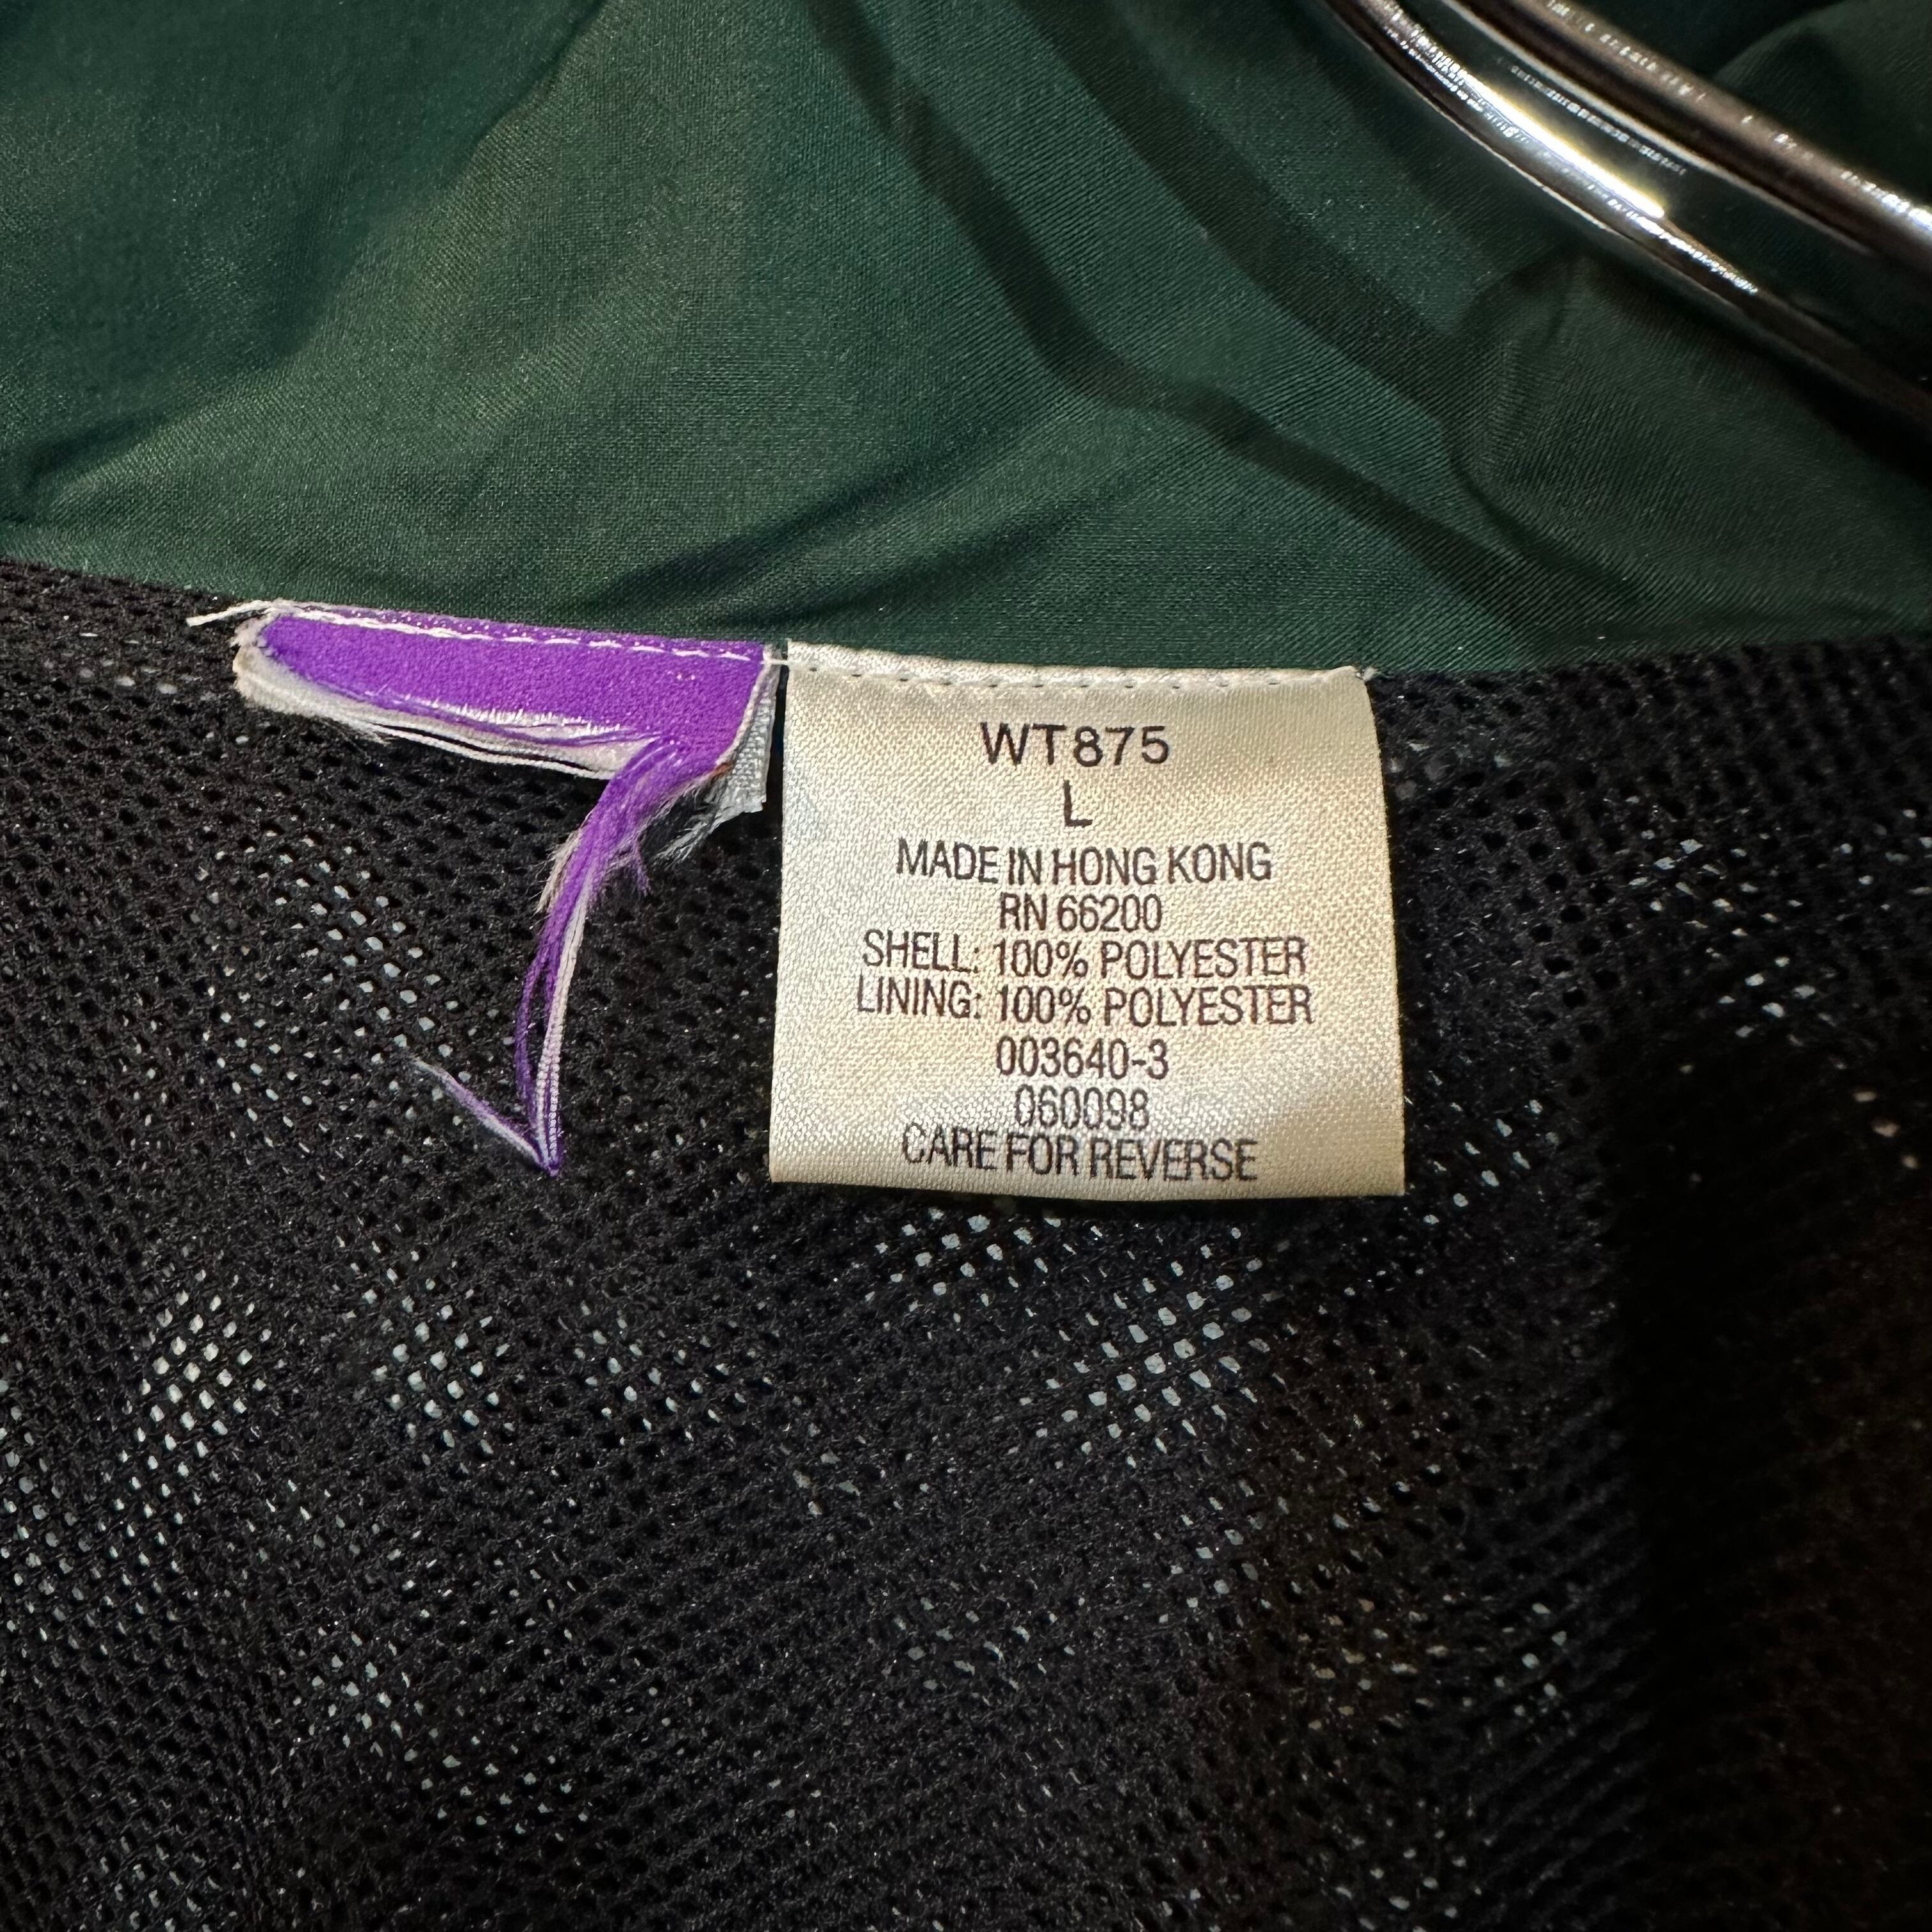 WT875
L
MADE IN HONG KONG
RN 66200
SHELL: 100% POLYESTER
LINING: 100% POLYESTER
003640-3
060098
CARE FOR REVERSE